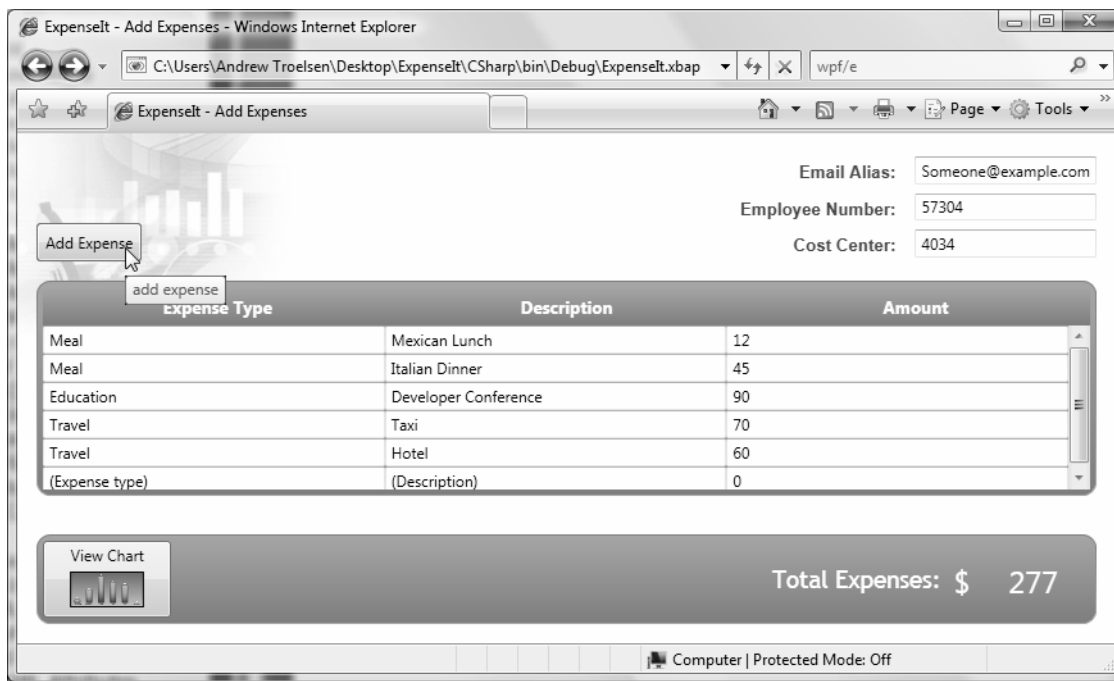 ExpenseIt - Add Expenses - Windows Internet Explorer
C:\Users\Andrew Troelsen\Desktop\ExpenseIt\CSharp\bin\Debug\ExpenseIt.xbap
wpf/e
ExpenseIt - Add Expenses
Page
Tools
Email Alias: Someone@example.com
Employee Number: 57304
Cost Center: 4034
Add Expense
add expense
Expense Type Description Amount
Meal Mexican Lunch 12
Meal Italian Dinner 45
Education Developer Conference 90
Travel Taxi 70
Travel Hotel 60
(Expense type) (Description) 0
View Chart
Total Expenses: $ 277
Computer | Protected Mode: Off